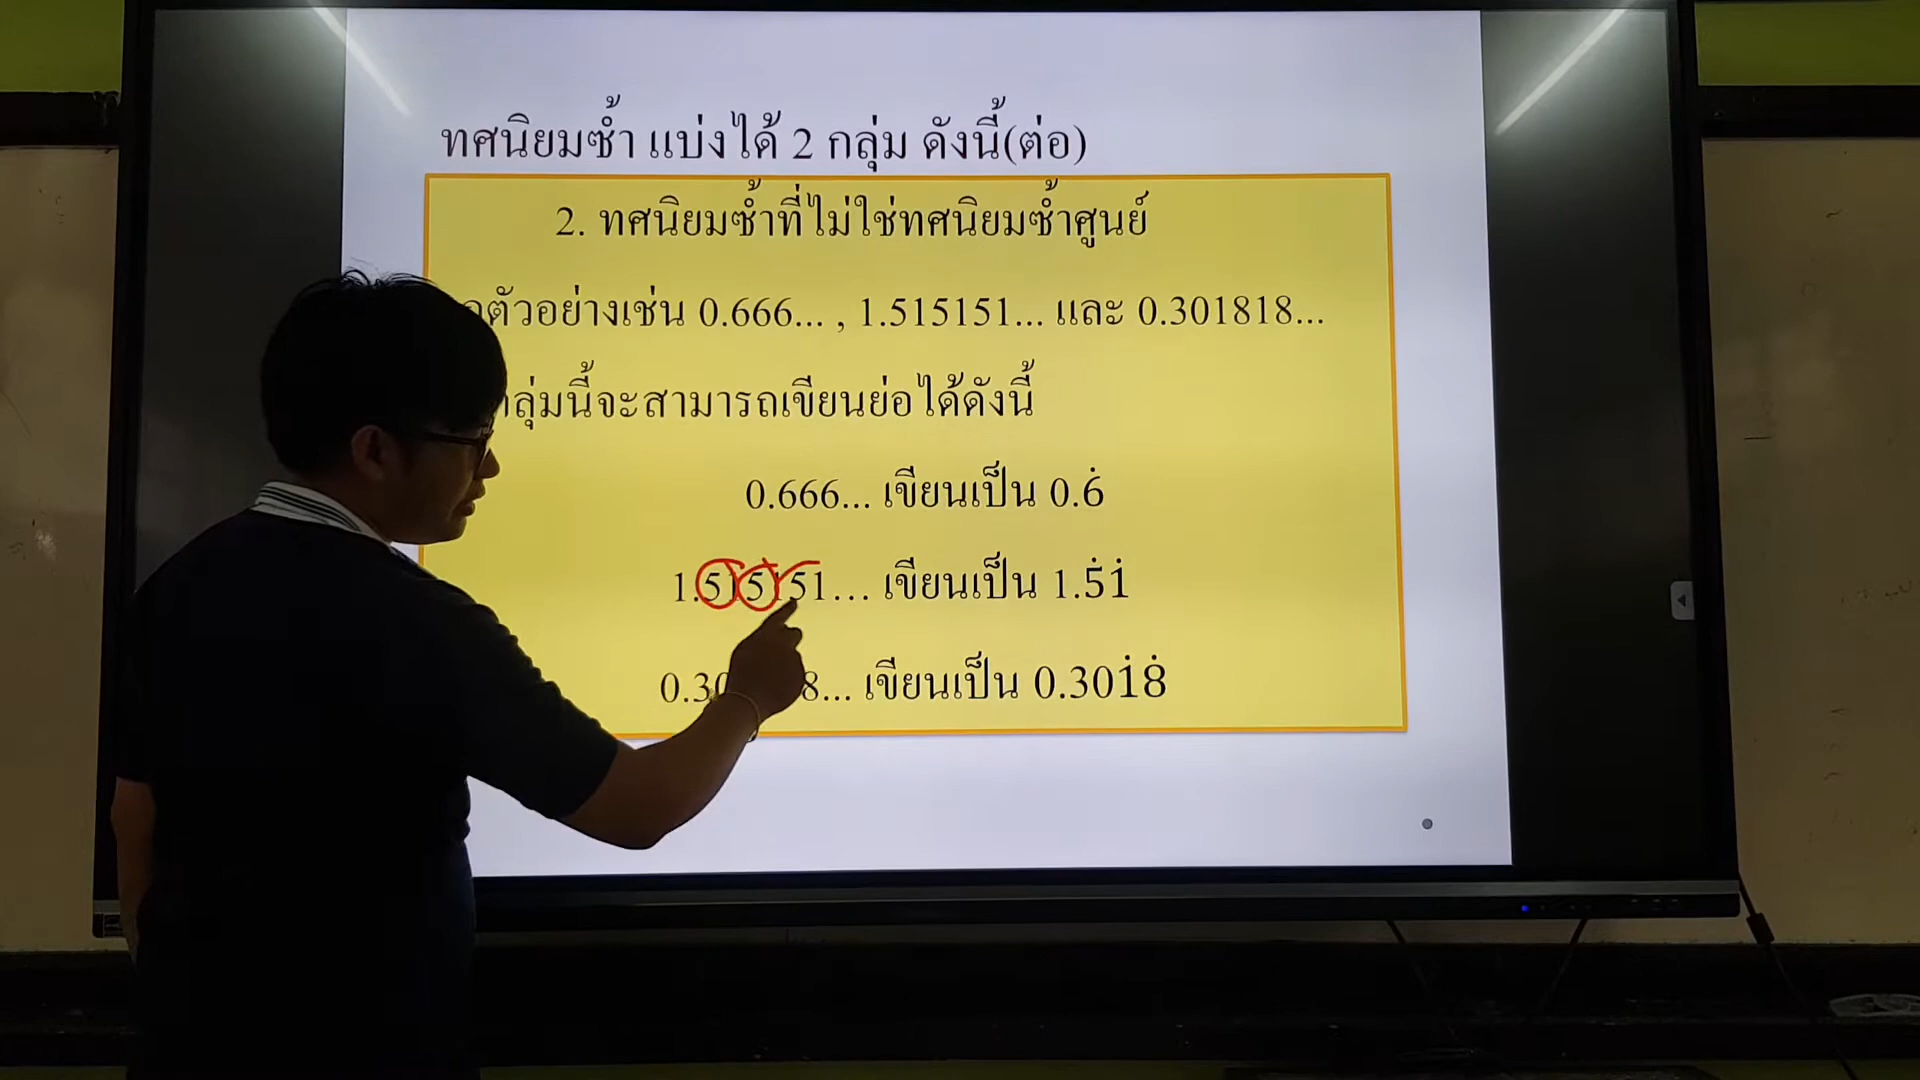 ทศนิยมซ้ำ แบ่งได้ 2 กลุ่ม ดังนี้(ต่อ)
2. ทศนิยมซ้ำที่ไม่ใช่ทศนิยมซ้ำศูนย์
ตัวอย่างเช่น 0.666... , 1.515151... และ 0.301818...
ลุ่มนี้จะสามารถเขียนย่อได้ดังนี้
0.666... เขียนเป็น 0.6̇
1.515151... เขียนเป็น 1.5̇1̇
0.30 8... เขียนเป็น 0.301̇8̇